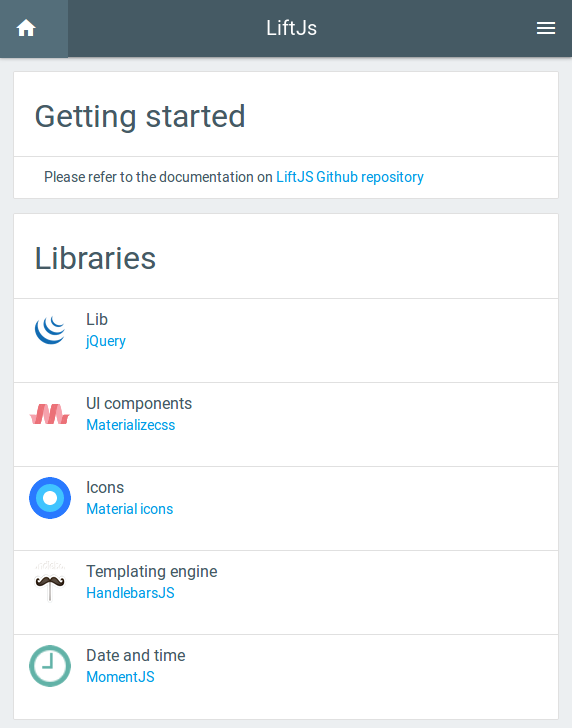 LiftJs
Getting started
Please refer to the documentation on LiftJS Github repository
Libraries
Lib
jQuery
UI components
Materializecss
Icons
Material icons
Templating engine
HandlebarsJS
Date and time
MomentJS